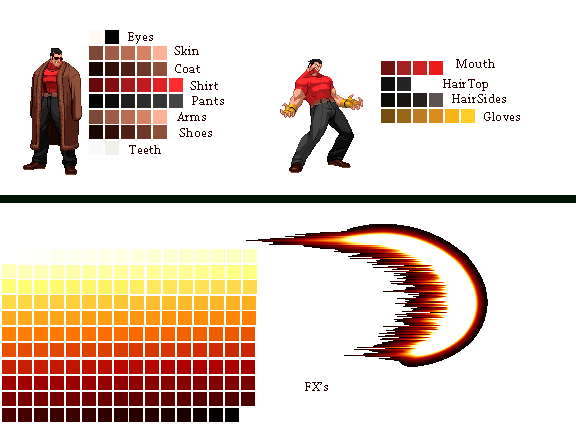 Eyes
Skin
Coat
Shirt
Pants
Arms
Shoes
Teeth
Mouth
HairTop
HairSides
Gloves
FX's